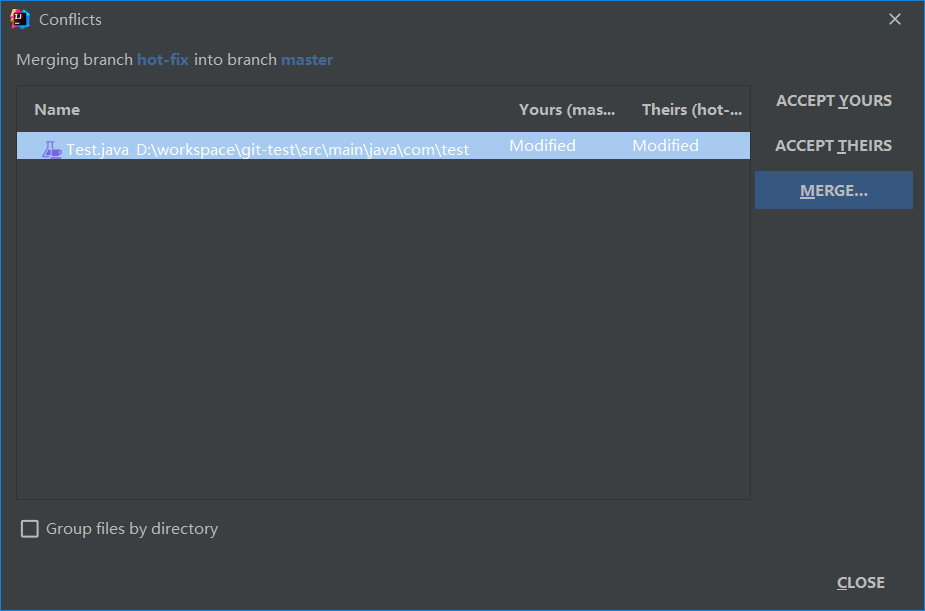 Conflicts
Merging branch hot-fix into branch master
Name Yours (mas... Theirs (hot-...
Test.java D:\workspace\git-test\src\main\java\com\test Modified Modified
ACCEPT YOURS
ACCEPT THEIRS
MERGE...
Group files by directory
CLOSE